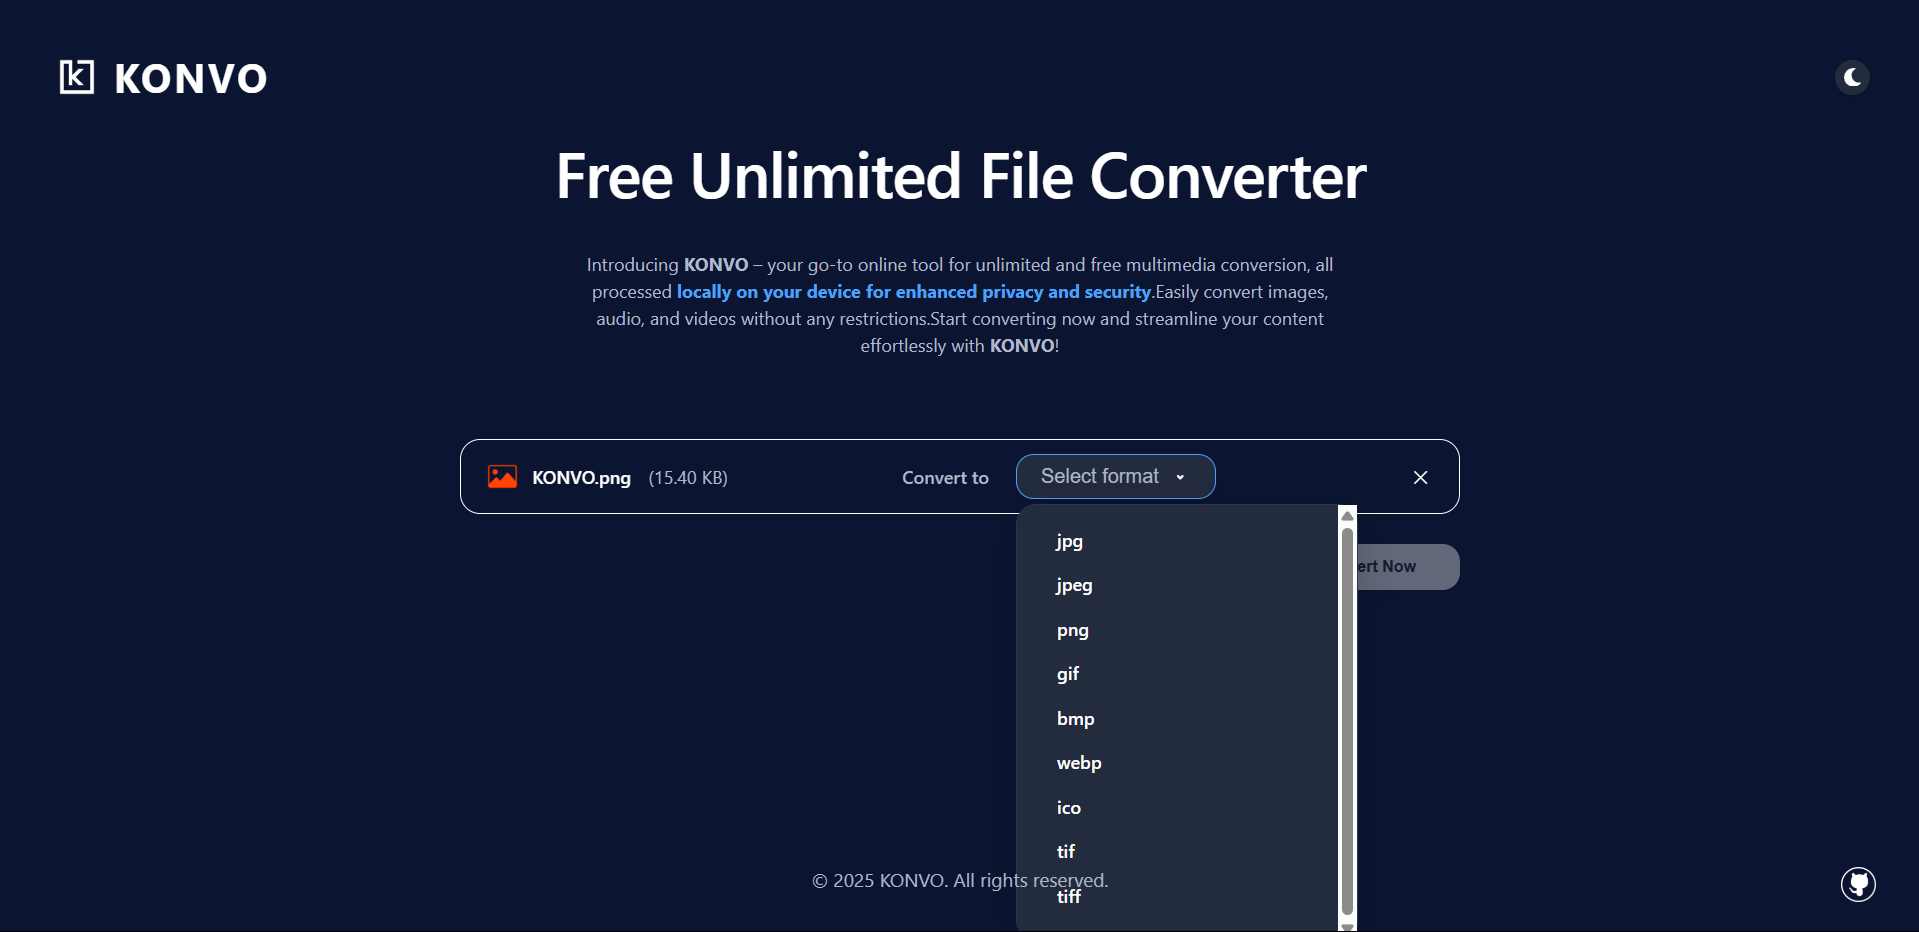 KONVO
Free Unlimited File Converter
Introducing KONVO – your go-to online tool for unlimited and free multimedia conversion, all
processed locally on your device for enhanced privacy and security.Easily convert images,
audio, and videos without any restrictions.Start converting now and streamline your content
effortlessly with KONVO!
KONVO.png (15.40 KB) Convert to Select format
jpg
ert Now
jpeg
png
gif
bmp
webp
ico
tif
© 2025 KONVO. All rights reserved.
tiff